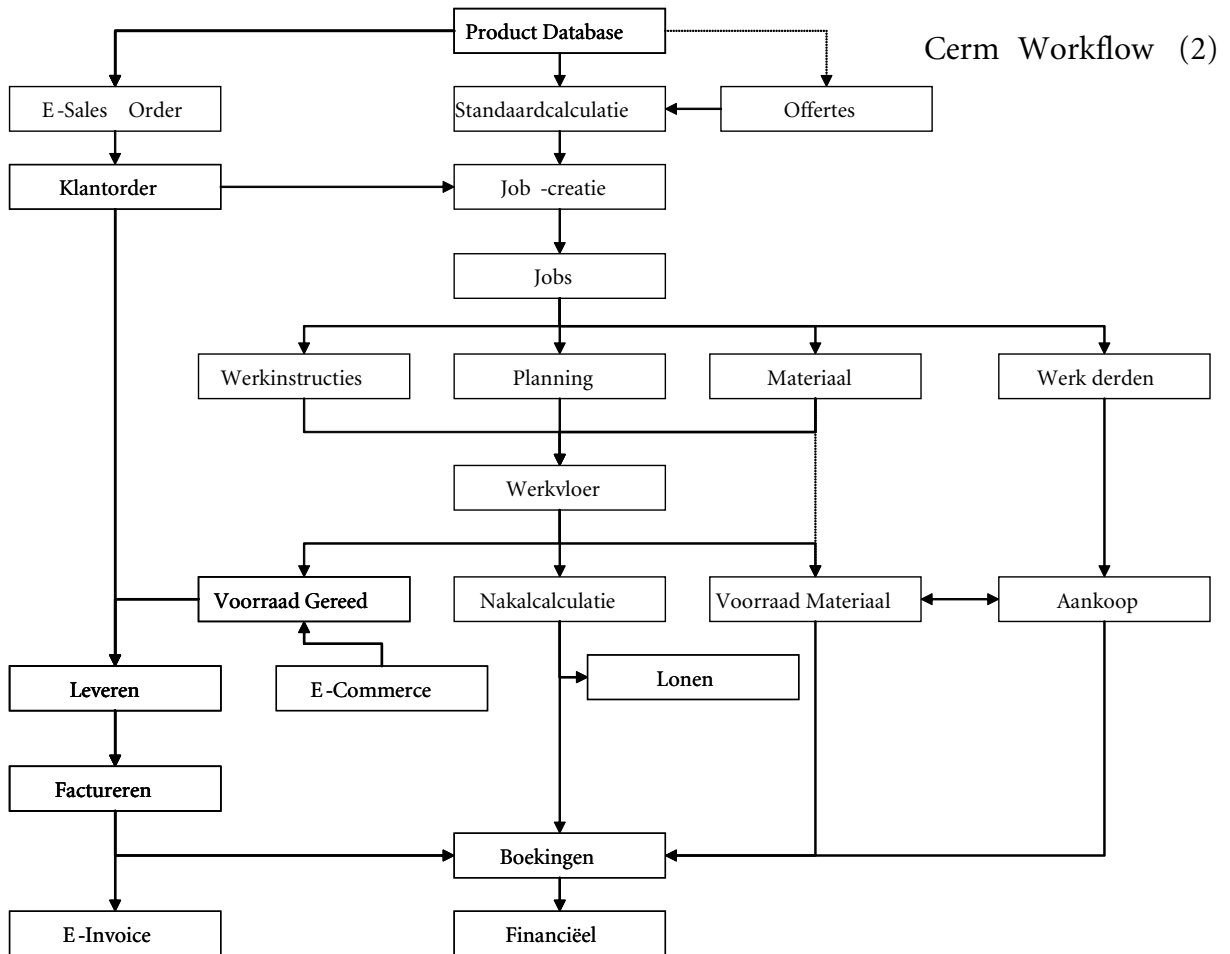 Product Database
Cerm Workflow (2)
E-Sales Order
Standaardcalculatie
Offertes
Klantorder
Job -creatie
Jobs
Werkinstructies
Planning
Materiaal
Werk derden
Werkvloer
Voorraad Gereed
Nakalcalculatie
Voorraad Materiaal
Aankoop
Leveren
E-Commerce
Lonen
Factureren
Boekingen
E-Invoice
Financiëel